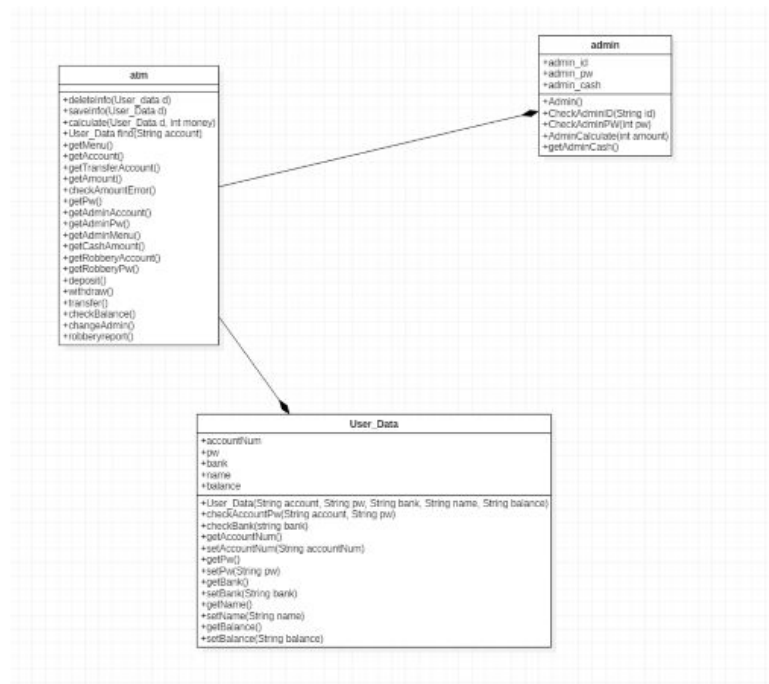 atm
+deleteInfo(User_data d)
+saveinfo(User_Data d)
+calculate(User_Data d, int money)
+User_Data find(String account)
+getMenu()
+getAccount()
+getTransferAccount()
+getAmount()
+checkAmountError()
+getPw()
+getAdminAccount()
+getAdminPw()
+getAdminMenu()
+getCashAmount()
+getRobberyAccount()
+getRobberyPw()
+deposit()
+withdraw()
+transfer()
+checkBalance()
+changeAdmin()
+robberyreport()
admin
+admin_id
+admin_pw
+admin_cash
+Admin()
+CheckAdminID(String id)
+CheckAdminPW(int pw)
+AdminCalculate(int amount)
+getAdminCash()
User_Data
+accountNum
+pw
+bank
+name
+balance
+User_Data(String account, String pw, String bank, String name, String balance)
+checkAccountPw(String account, String pw)
+checkBank(string bank)
+getAccountNum()
+setAccountNum(String accountNum)
+getPw()
+setPw(String pw)
+getBank()
+setBank(String bank)
+getName()
+setName(String name)
+getBalance()
+setBalance(String balance)